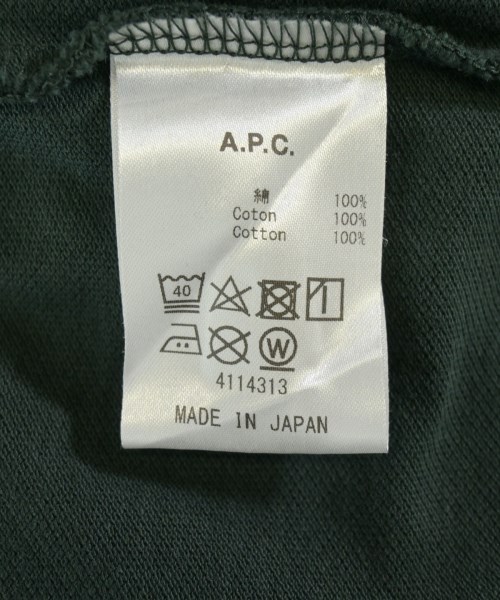 A.P.C.
綿 100%
Coton 100%
Cotton 100%
40
W
4114313
MADE IN JAPAN